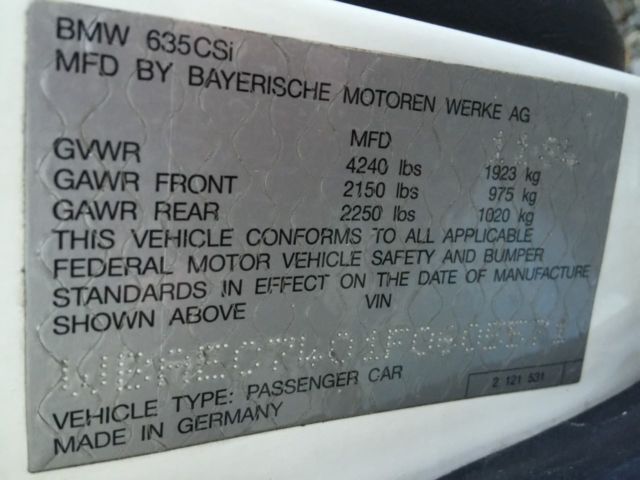 BMW 635CSi
MFD BY BAYERISCHE MOTOREN WERKE AG
MFD
GVWR 4240 lbs 1923 kg
GAWR FRONT 2150 lbs 975 kg
GAWR REAR 2250 lbs 1020 kg
THIS VEHICLE CONFORMS TO ALL APPLICABLE
FEDERAL MOTOR VEHICLE SAFETY AND BUMPER
STANDARDS IN EFFECT ON THE DATE OF MANUFACTURE
SHOWN ABOVE VIN
VEHICLE TYPE: PASSENGER CAR
2 121 531
MADE IN GERMANY